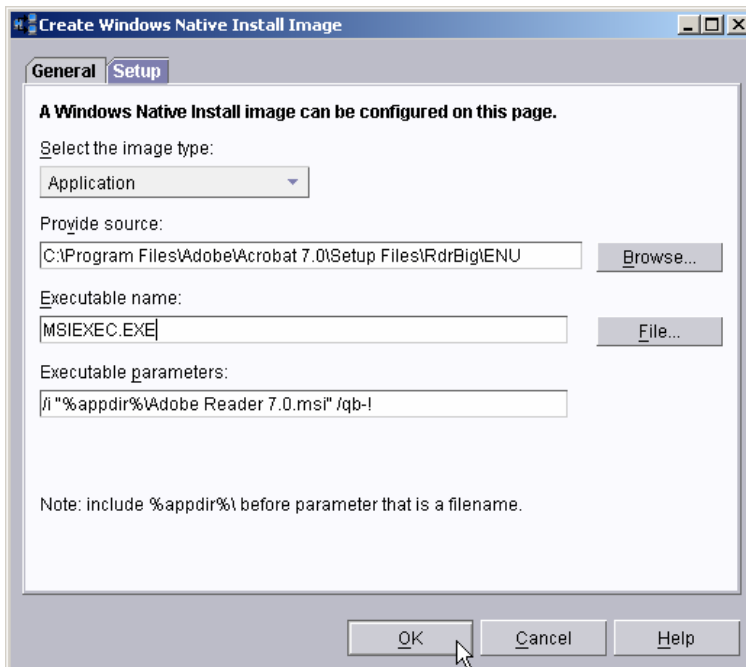 Create Windows Native Install Image
General Setup
A Windows Native Install image can be configured on this page.
Select the image type:
Application
Provide source:
C:\Program Files\Adobe\Acrobat 7.0\Setup Files\RdrBig\ENU
Browse...
Executable name:
MSIEXEC.EXE
File...
Executable parameters:
/i "%appdir%\Adobe Reader 7.0.msi" /qb-!
Note: include %appdir%\ before parameter that is a filename.
OK Cancel Help